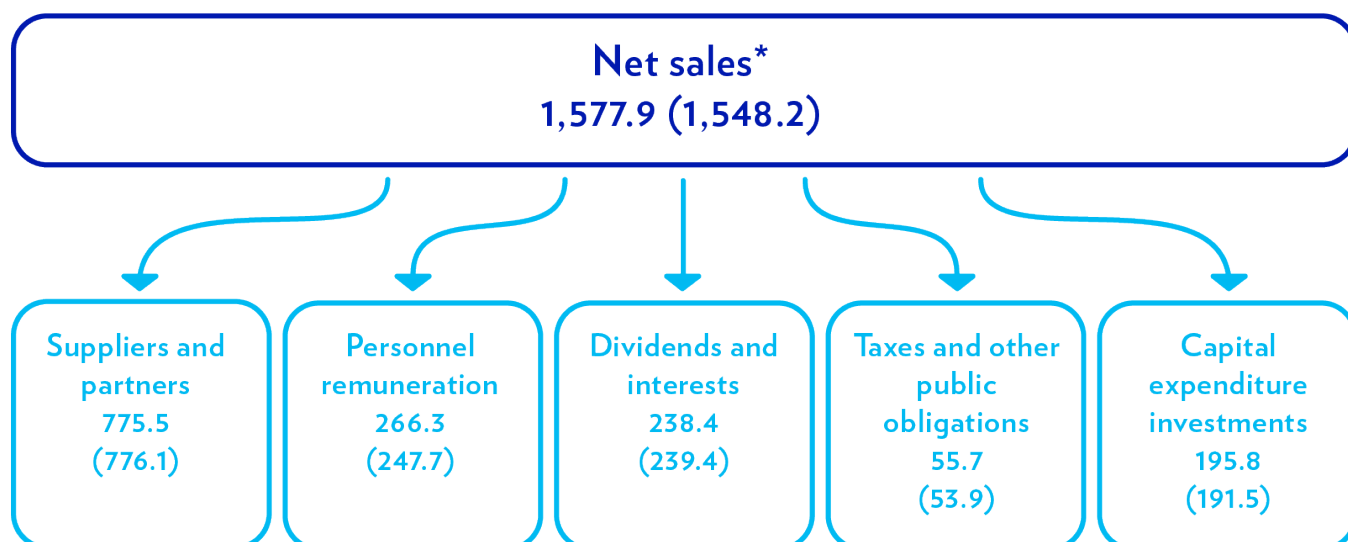 Net sales*
1,577.9 (1,548.2)
Suppliers and
partners
775.5
(776.1)
Personnel
remuneration
266.3
(247.7)
Dividends and
interests
238.4
(239.4)
Taxes and other
public
obligations
55.7
(53.9)
Capital
expenditure
investments
195.8
(191.5)